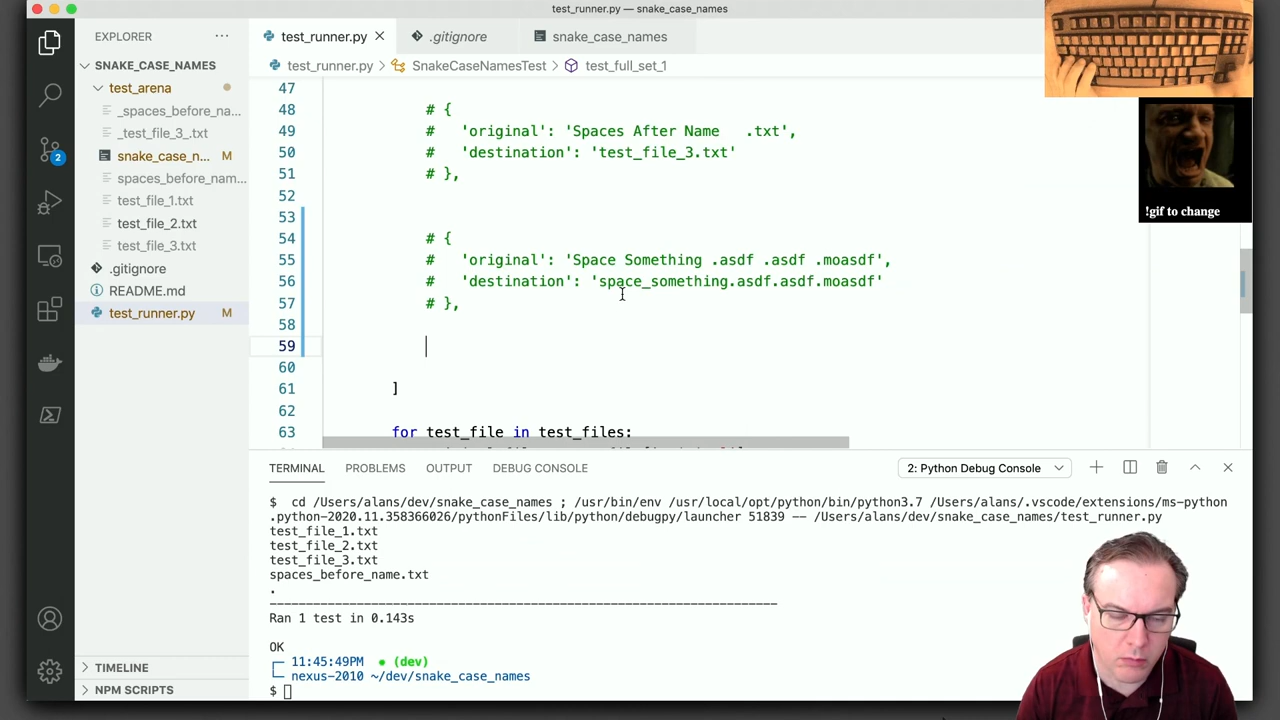 test_runner.py — snake_case_names
EXPLORER
SNAKE_CASE_NAMES
test_arena
_spaces_before_na...
_test_file_3_.txt
snake_case_n... M
spaces_before_nam...
test_file_1.txt
test_file_2.txt
test_file_3.txt
.gitignore
README.md
test_runner.py M
TIMELINE
NPM SCRIPTS
2
test_runner.py
.gitignore
snake_case_names
test_runner.py > SnakeCaseNamesTest > test_full_set_1
47
48 # {
49 #   'original': 'Spaces After Name   .txt',
50 #   'destination': 'test_file_3.txt'
51 # },
52
53
54 # {
55 #   'original': 'Space Something .asdf .asdf .moasdf',
56 #   'destination': 'space_something.asdf.asdf.moasdf'
57 # },
58
59
60
61 ]
62
63 for test_file in test_files:
TERMINAL PROBLEMS OUTPUT DEBUG CONSOLE 2: Python Debug Console
$  cd /Users/alans/dev/snake_case_names ; /usr/bin/env /usr/local/opt/python/bin/python3.7 /Users/alans/.vscode/extensions/ms-python
.python-2020.11.358366026/pythonFiles/lib/python/debugpy/launcher 51839 -- /Users/alans/dev/snake_case_names/test_runner.py
test_file_1.txt
test_file_2.txt
test_file_3.txt
spaces_before_name.txt
.
----------------------------------------------------------------------
Ran 1 test in 0.143s
OK
11:45:49PM • (dev)
nexus-2010 ~/dev/snake_case_names
$
!gif to change